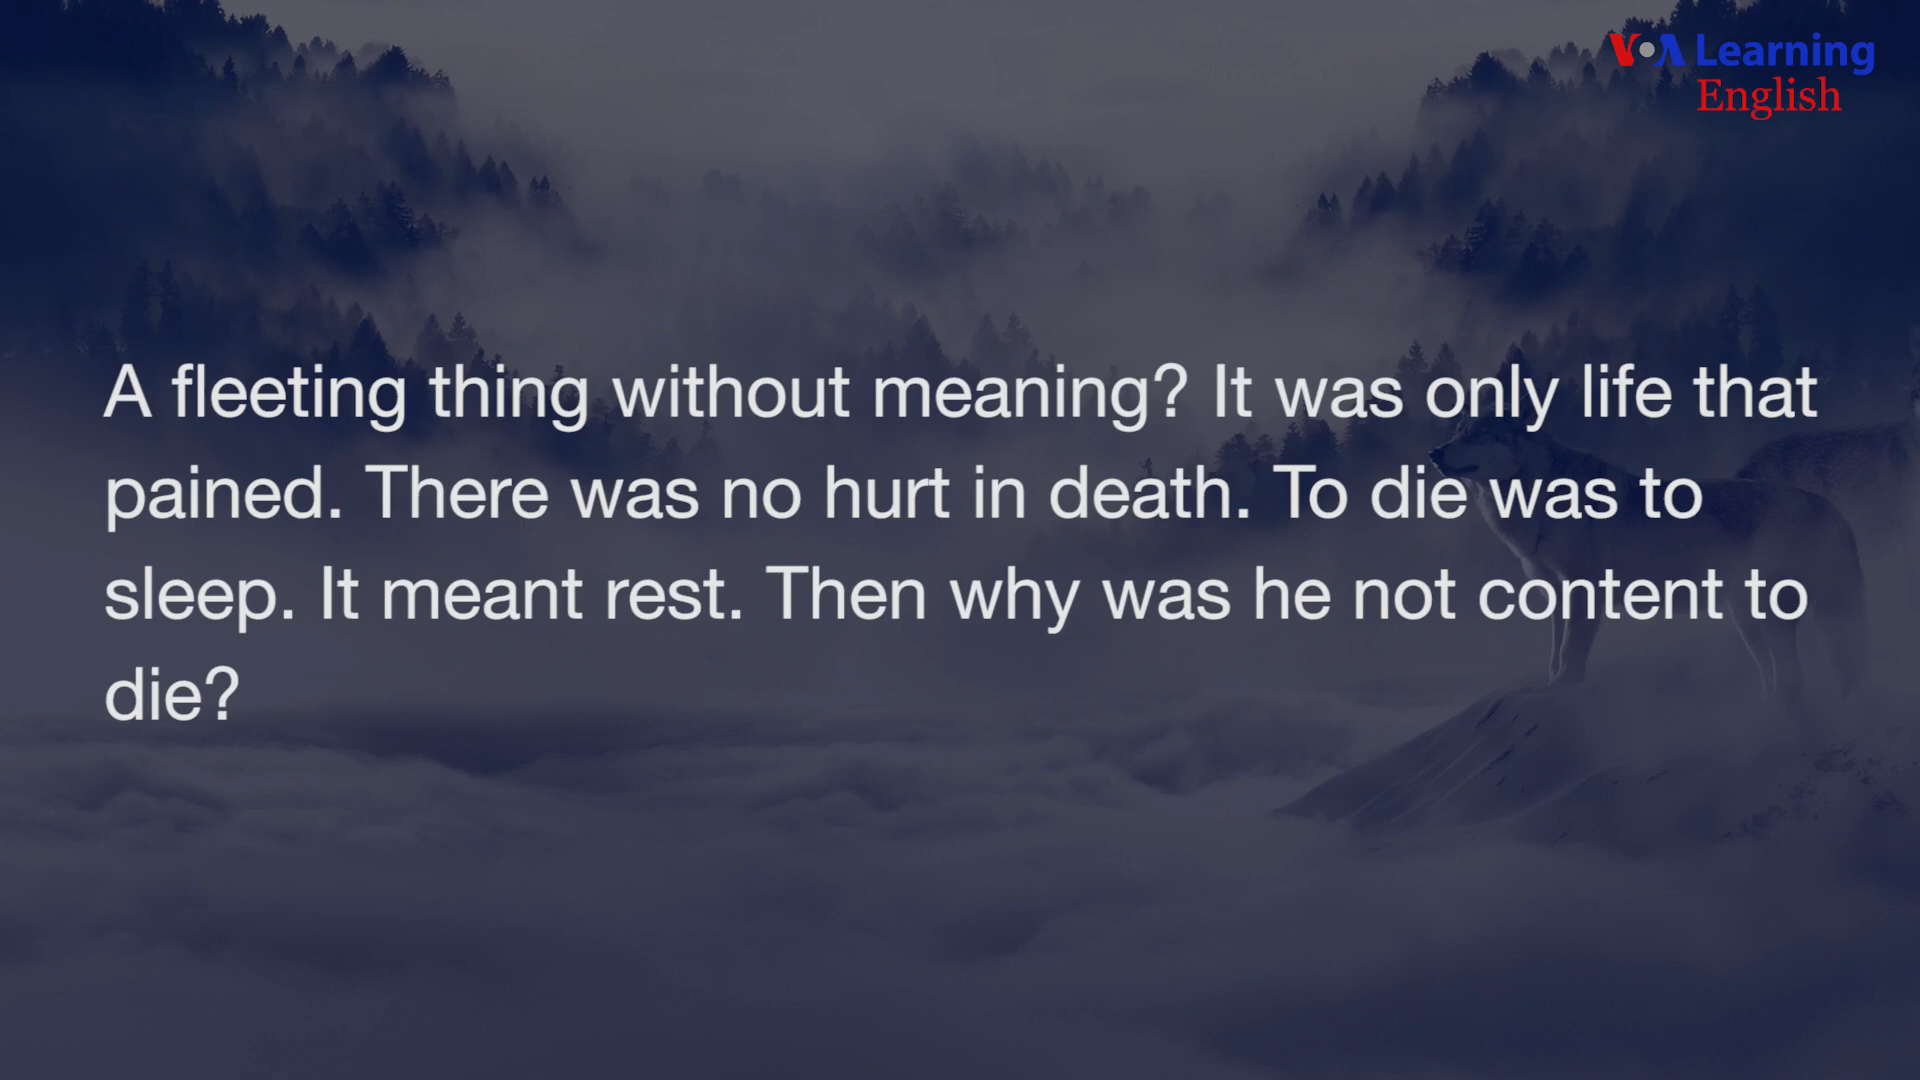 VOA Learning
English
A fleeting thing without meaning? It was only life that
pained. There was no hurt in death. To die was to
sleep. It meant rest. Then why was he not content to
die?